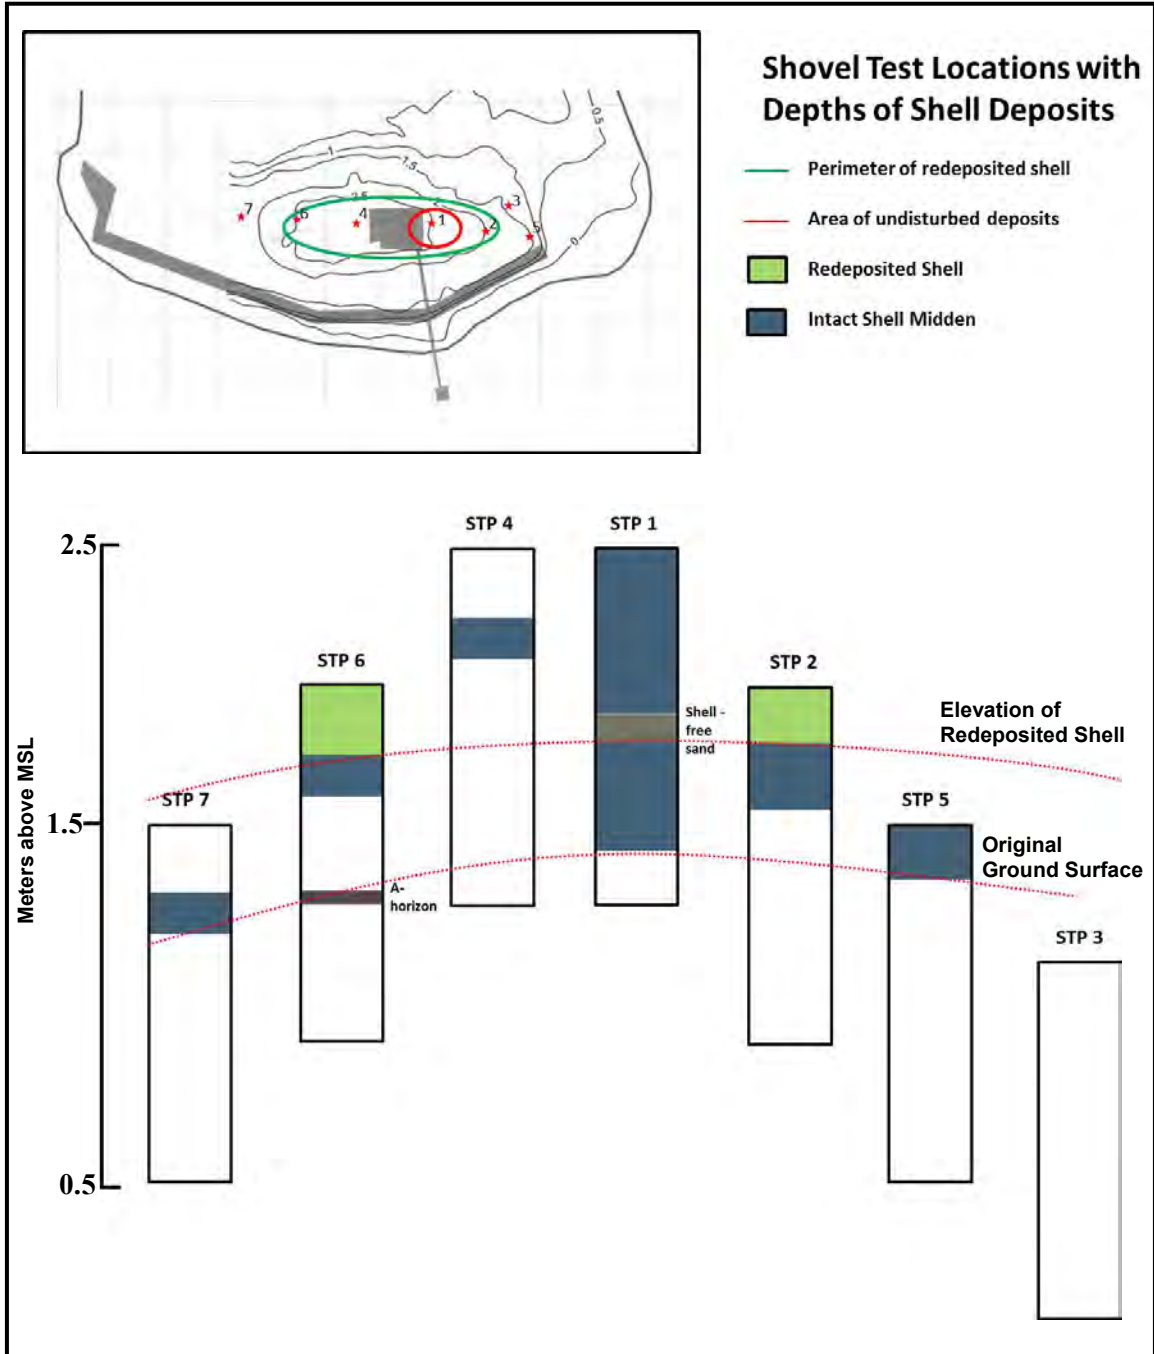 Shovel Test Locations with
Depths of Shell Deposits
Perimeter of redeposited shell
Area of undisturbed deposits
Redeposited Shell
Intact Shell Midden
0.5
1
1.5
2.5
2
0
7
6
4
1
2
3
5
STP 4
STP 1
2.5
STP 6
STP 2
Shell -
free
sand
Elevation of
Redeposited Shell
STP 7
STP 5
1.5
Original
Ground Surface
Meters above MSL
A-
horizon
STP 3
0.5